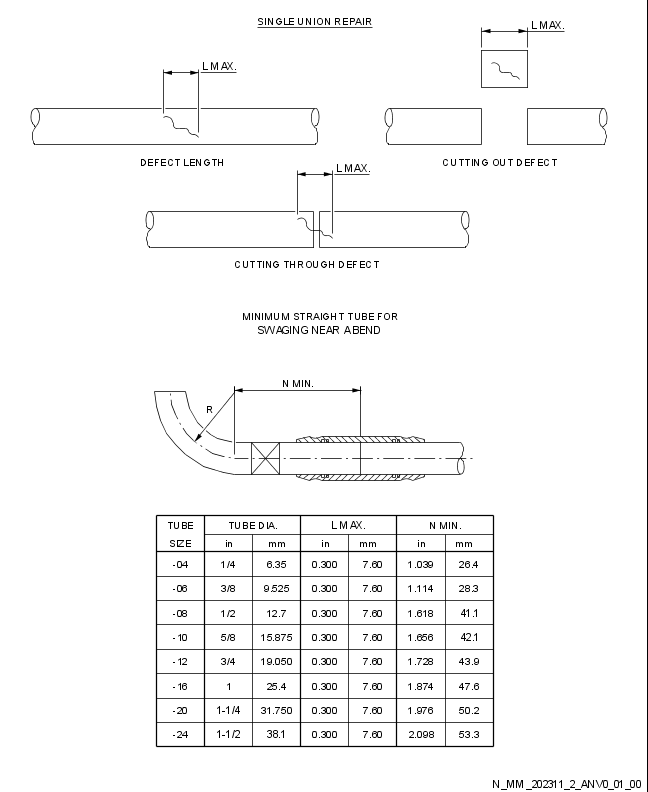 SINGLE UNION REPAIR
L MAX.
L MAX.
DEFECT LENGTH
CUTTING OUT DEFECT
L MAX.
CUTTING THROUGH DEFECT
MINIMUM STRAIGHT TUBE FOR
SWAGING NEAR A BEND
N MIN.
R
TUBE SIZE TUBE DIA. L MAX. N MIN.
in mm in mm in mm
-04 1/4 6.35 0.300 7.60 1.039 26.4
-06 3/8 9.525 0.300 7.60 1.114 28.3
-08 1/2 12.7 0.300 7.60 1.618 41.1
-10 5/8 15.875 0.300 7.60 1.656 42.1
-12 3/4 19.050 0.300 7.60 1.728 43.9
-16 1 25.4 0.300 7.60 1.874 47.6
-20 1-1/4 31.750 0.300 7.60 1.976 50.2
-24 1-1/2 38.1 0.300 7.60 2.098 53.3
N_MM_202311_2_ANV0_01_00